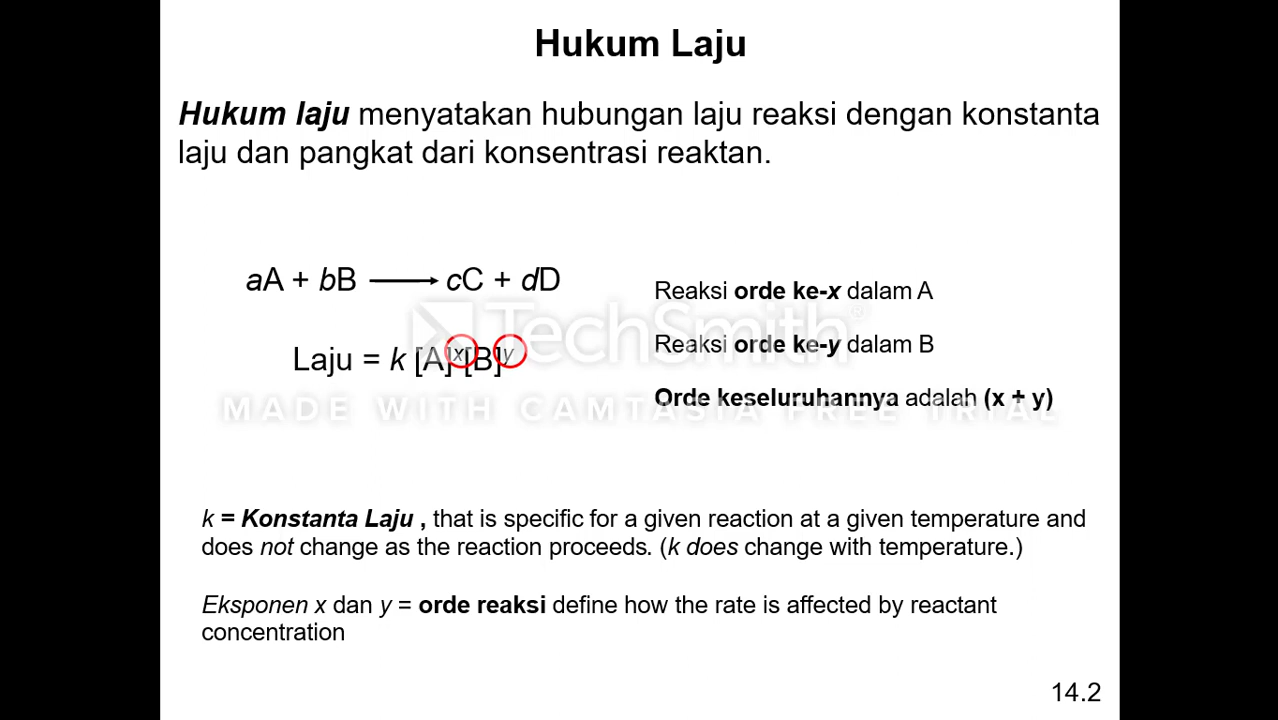 Hukum Laju
Hukum laju menyatakan hubungan laju reaksi dengan konstanta
laju dan pangkat dari konsentrasi reaktan.
aA + bB ⟶ cC + dD
Laju = k [A]x[B]y
Reaksi orde ke-x dalam A
Reaksi orde ke-y dalam B
Orde keseluruhannya adalah (x + y)
TechSmith®
MADE WITH CAMTASIA FREE TRIAL
k = Konstanta Laju , that is specific for a given reaction at a given temperature and
does not change as the reaction proceeds. (k does change with temperature.)
Eksponen x dan y = orde reaksi define how the rate is affected by reactant
concentration
14.2